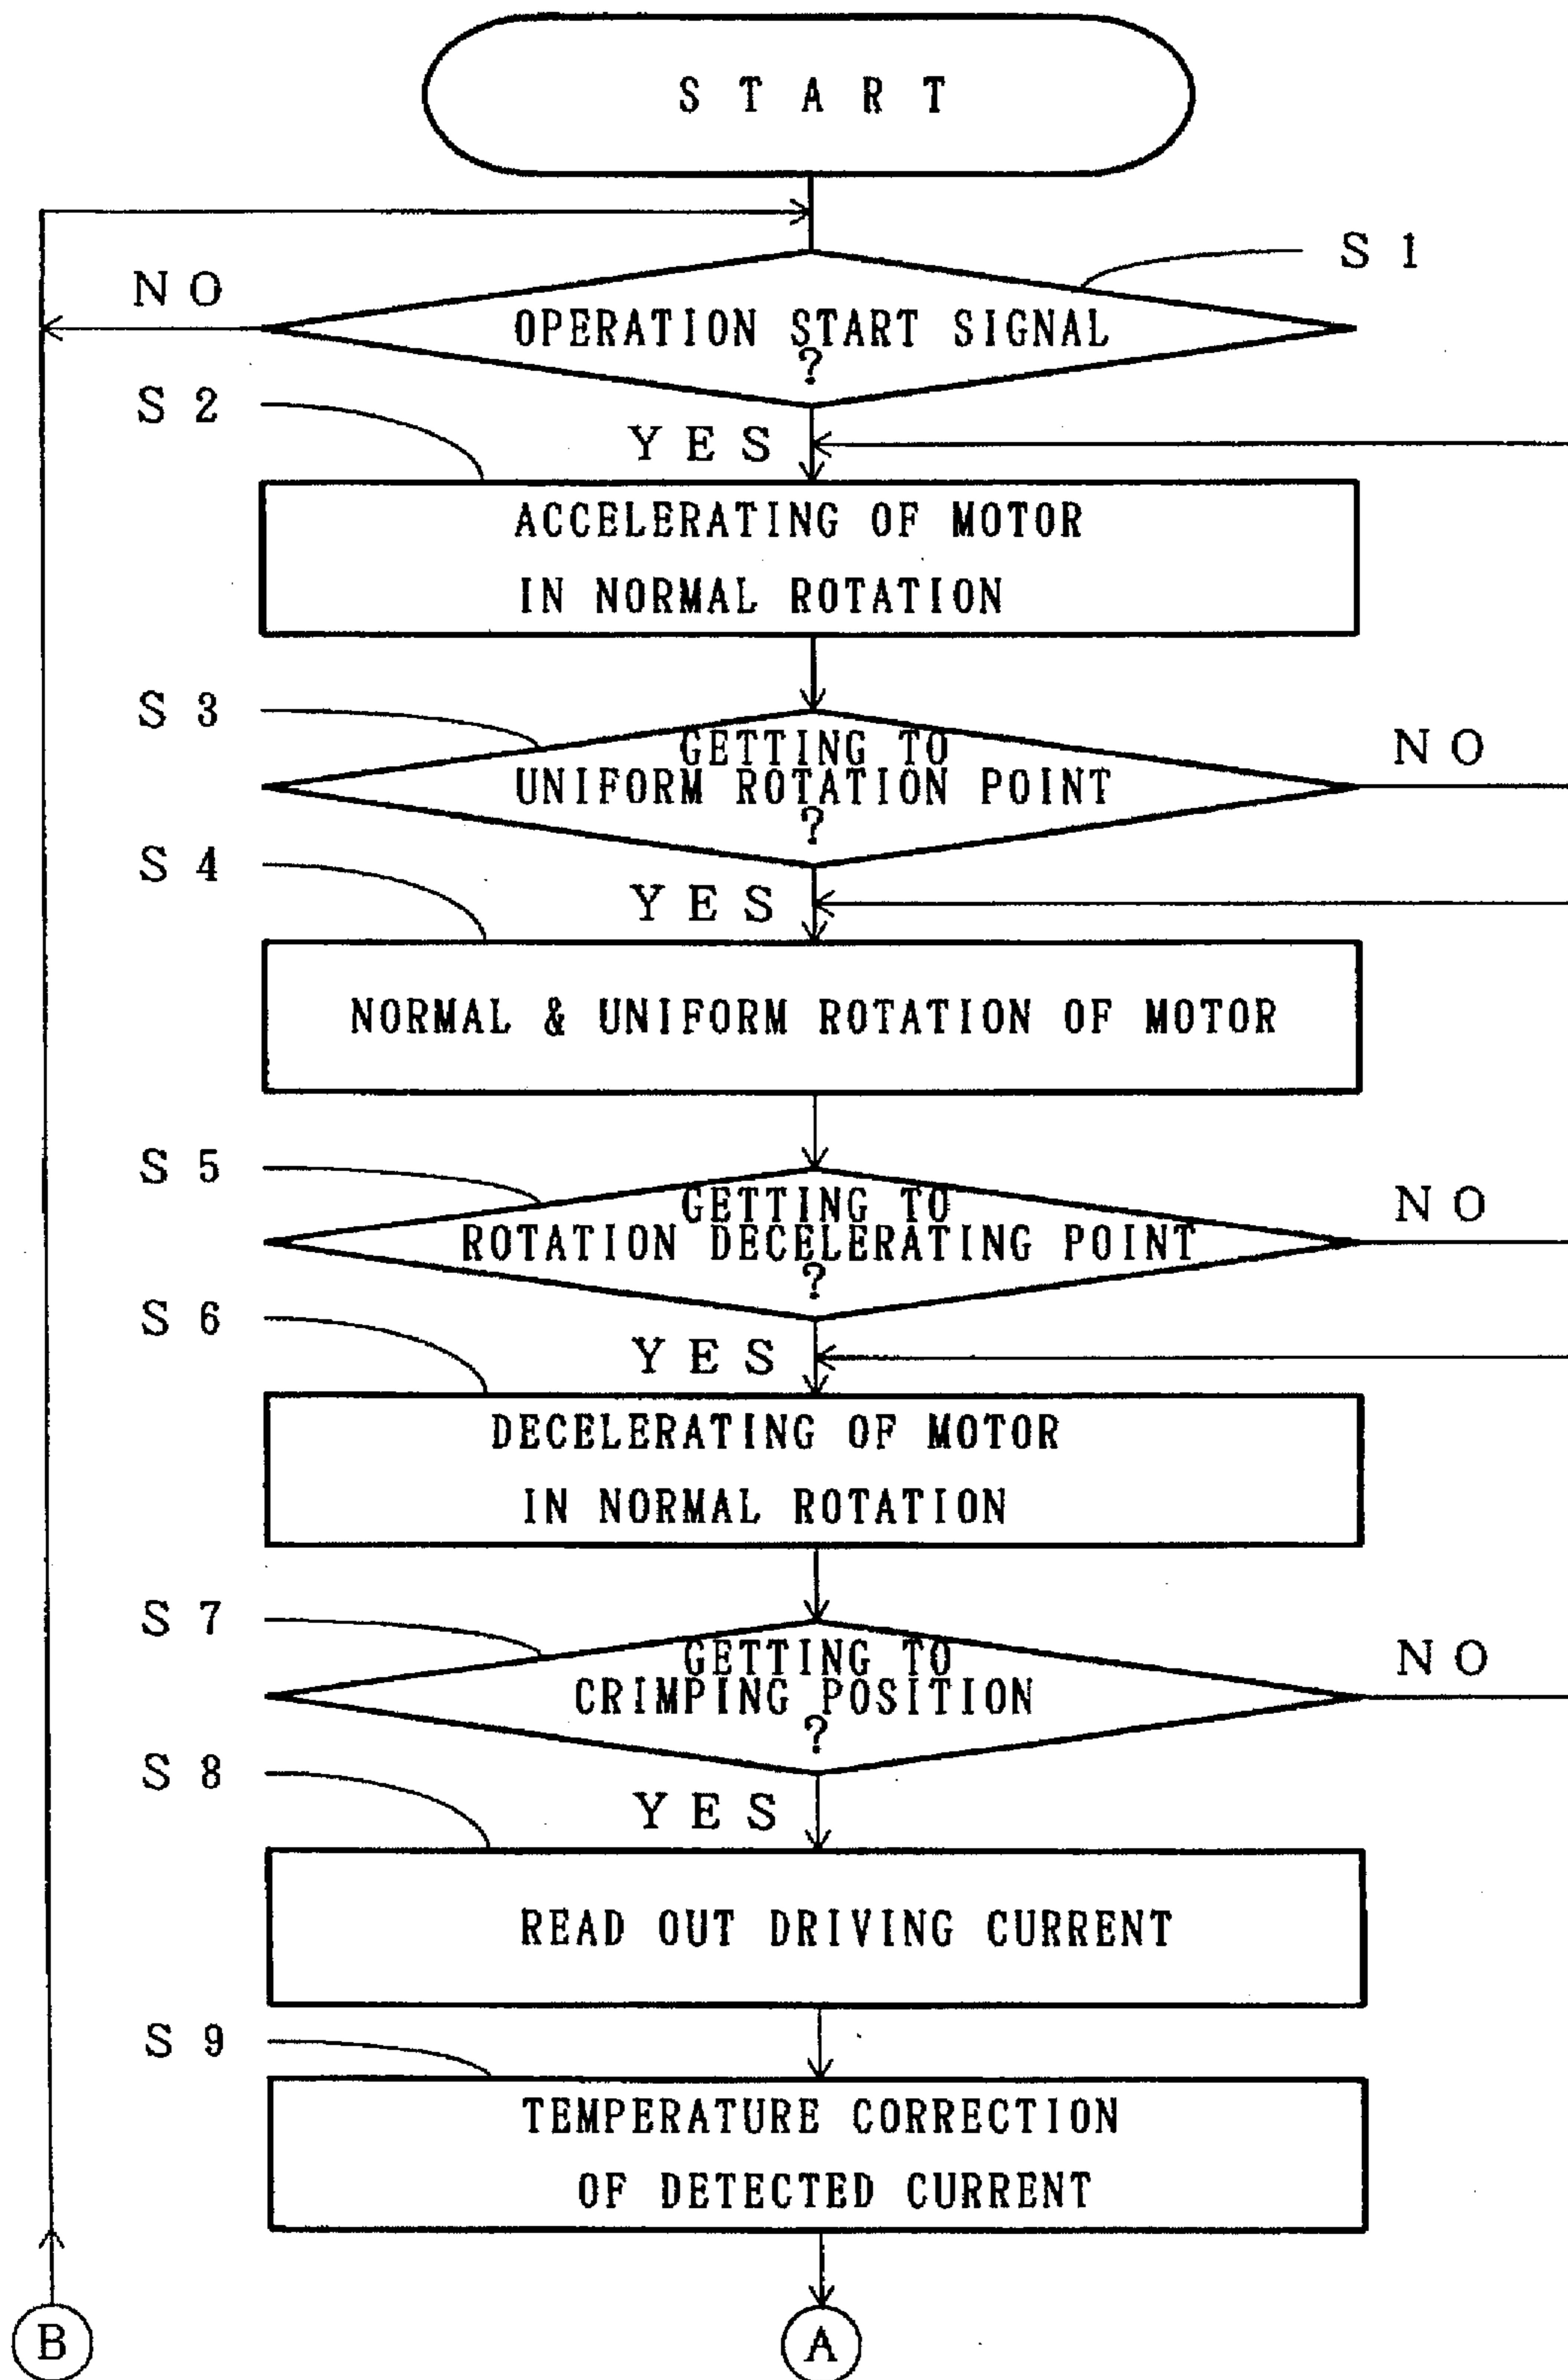 START
S1
NO
OPERATION START SIGNAL
?
S2
YES
ACCELERATING OF MOTOR
IN NORMAL ROTATION
S3
GETTING TO
UNIFORM ROTATION POINT
?
NO
S4
YES
NORMAL & UNIFORM ROTATION OF MOTOR
S5
GETTING TO
ROTATION DECELERATING POINT
?
NO
S6
YES
DECELERATING OF MOTOR
IN NORMAL ROTATION
S7
GETTING TO
CRIMPING POSITION
?
NO
S8
YES
READ OUT DRIVING CURRENT
S9
TEMPERATURE CORRECTION
OF DETECTED CURRENT
B
A